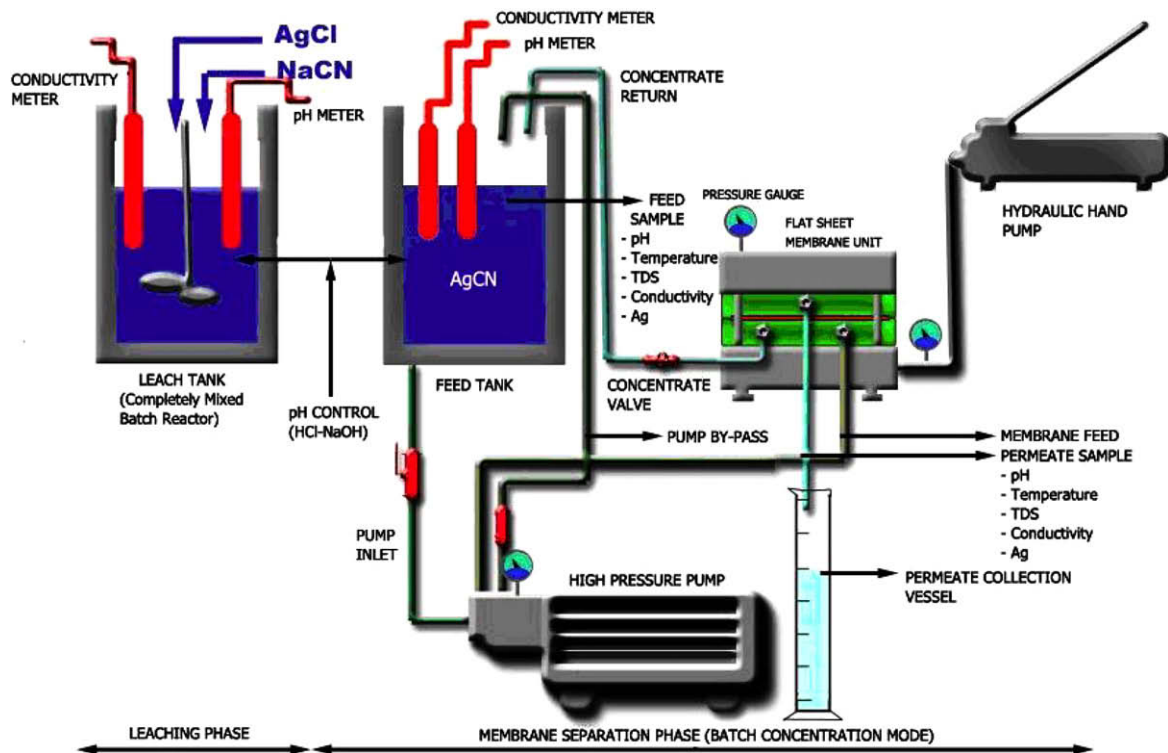 CONDUCTIVITY METER
pH METER
AgCl
NaCN
CONDUCTIVITY
METER
pH METER
CONCENTRATE
RETURN
PRESSURE GAUGE
FLAT SHEET
MEMBRANE UNIT
HYDRAULIC HAND
PUMP
FEED
SAMPLE
- pH
- Temperature
- TDS
- Conductivity
- Ag
AgCN
LEACH TANK
(Completely Mixed
Batch Reactor)
pH CONTROL
(HCl-NaOH)
FEED TANK
CONCENTRATE
VALVE
PUMP BY-PASS
MEMBRANE FEED
PERMEATE SAMPLE
- pH
- Temperature
- TDS
- Conductivity
- Ag
PUMP
INLET
HIGH PRESSURE PUMP
PERMEATE COLLECTION
VESSEL
LEACHING PHASE
MEMBRANE SEPARATION PHASE (BATCH CONCENTRATION MODE)